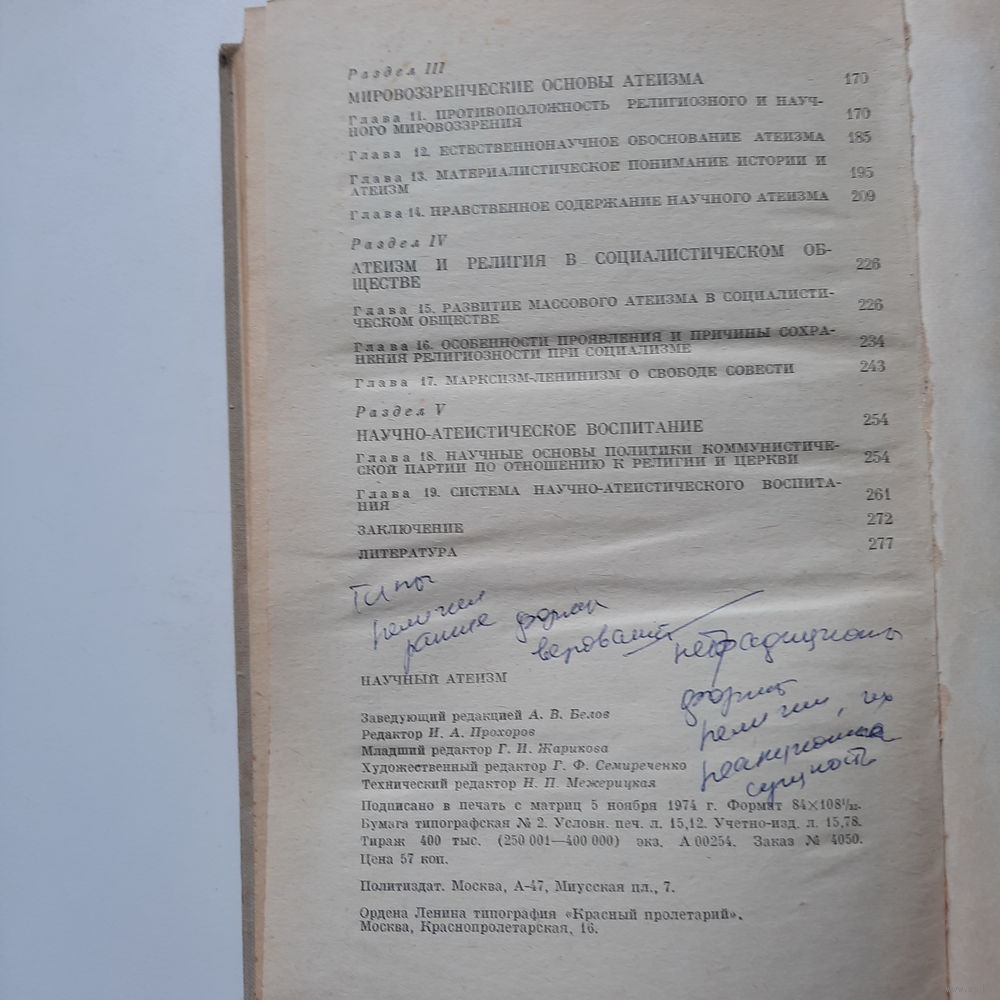 Раздел III
МИРОВОЗЗРЕНЧЕСКИЕ ОСНОВЫ АТЕИЗМА 170
Глава 11. ПРОТИВОПОЛОЖНОСТЬ РЕЛИГИОЗНОГО И НАУЧ-
НОГО МИРОВОЗЗРЕНИЯ 170
Глава 12. ЕСТЕСТВЕННОНАУЧНОЕ ОБОСНОВАНИЕ АТЕИЗМА 185
Глава 13. МАТЕРИАЛИСТИЧЕСКОЕ ПОНИМАНИЕ ИСТОРИИ И
АТЕИЗМ 195
Глава 14. НРАВСТВЕННОЕ СОДЕРЖАНИЕ НАУЧНОГО АТЕИЗМА 209
Раздел IV
АТЕИЗМ И РЕЛИГИЯ В СОЦИАЛИСТИЧЕСКОМ ОБ-
ЩЕСТВЕ 226
Глава 15. РАЗВИТИЕ МАССОВОГО АТЕИЗМА В СОЦИАЛИСТИ-
ЧЕСКОМ ОБЩЕСТВЕ 226
Глава 16. ОСОБЕННОСТИ ПРОЯВЛЕНИЯ И ПРИЧИНЫ СОХРА-
НЕНИЯ РЕЛИГИОЗНОСТИ ПРИ СОЦИАЛИЗМЕ 234
Глава 17. МАРКСИЗМ-ЛЕНИНИЗМ О СВОБОДЕ СОВЕСТИ 243
Раздел V
НАУЧНО-АТЕИСТИЧЕСКОЕ ВОСПИТАНИЕ 254
Глава 18. НАУЧНЫЕ ОСНОВЫ ПОЛИТИКИ КОММУНИСТИЧЕ-
СКОЙ ПАРТИИ ПО ОТНОШЕНИЮ К РЕЛИГИИ И ЦЕРКВИ 254
Глава 19. СИСТЕМА НАУЧНО-АТЕИСТИЧЕСКОГО ВОСПИТА-
НИЯ 261
ЗАКЛЮЧЕНИЕ 272
ЛИТЕРАТУРА 277
Типы
религии
ранние формы
верований
нетрадиционы
форит
религии, их
реакционная
сущность
НАУЧНЫЙ АТЕИЗМ
Заведующий редакцией А. В. Белов
Редактор И. А. Прохоров
Младший редактор Г. И. Жарикова
Художественный редактор Г. Ф. Семиреченко
Технический редактор Н. П. Межерицкая
Подписано в печать с матриц 5 ноября 1974 г. Формат 84×108¹/₃₂.
Бумага типографская № 2. Условн. печ. л. 15,12. Учетно-изд. л. 15,78.
Тираж 400 тыс. (250 001—400 000) экз. А 00254. Заказ № 4050.
Цена 57 коп.
Политиздат. Москва, А-47, Миусская пл., 7.
Ордена Ленина типография «Красный пролетарий».
Москва, Краснопролетарская, 16.